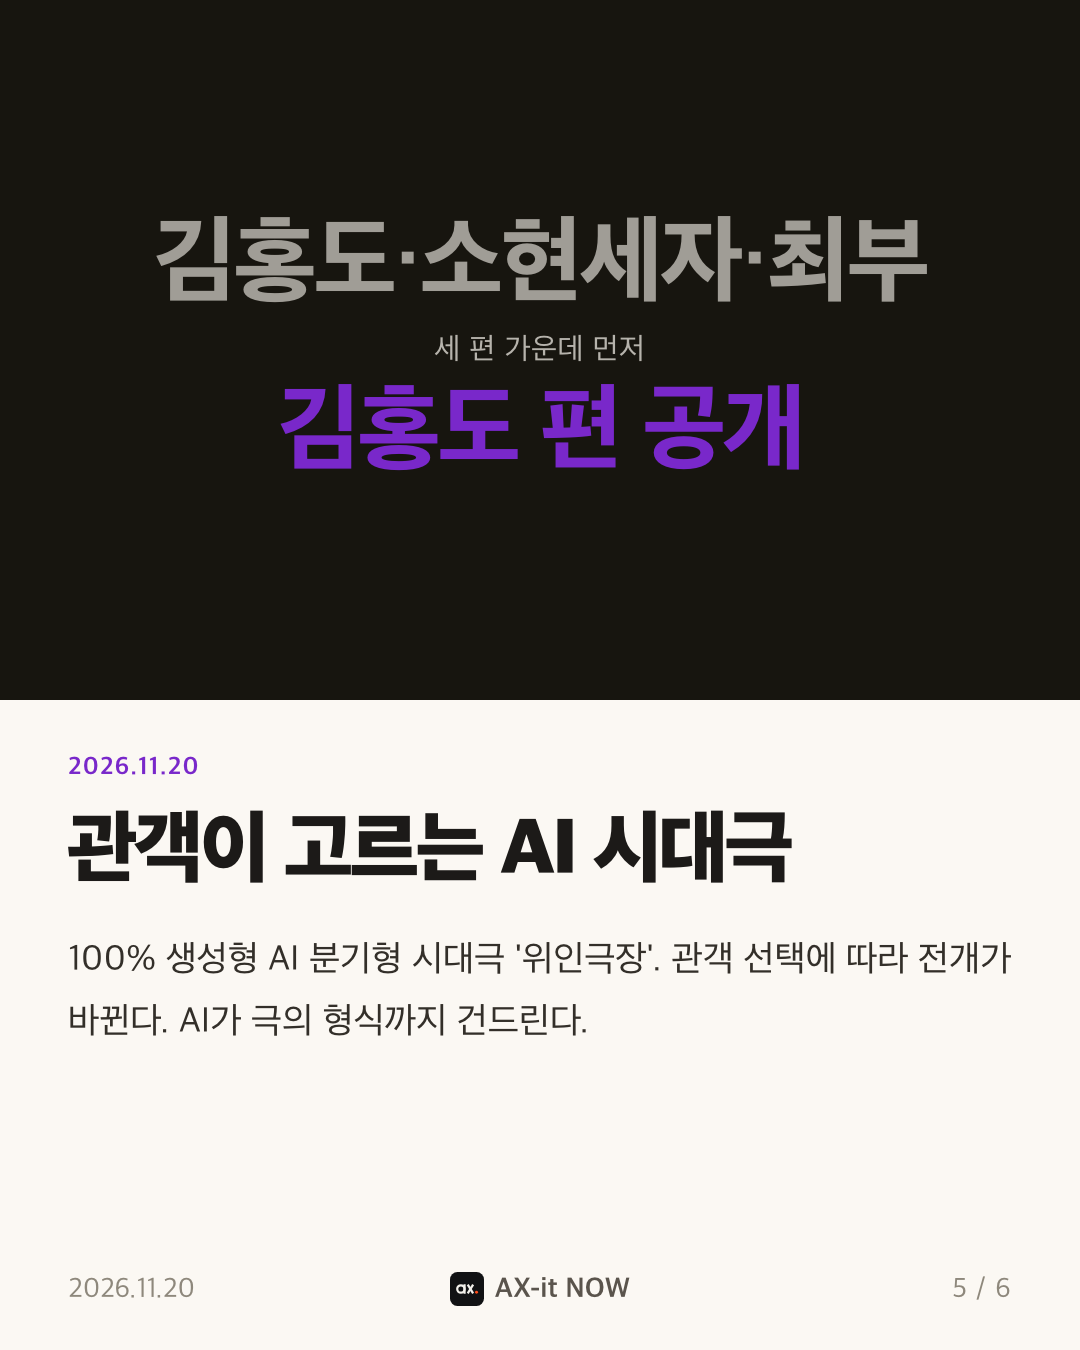 김홍도·소현세자·최부
세 편 가운데 먼저
김홍도 편 공개
2026.11.20
관객이 고르는 AI 시대극
100% 생성형 AI 분기형 시대극 '위인극장'. 관객 선택에 따라 전개가
바뀐다. AI가 극의 형식까지 건드린다.
2026.11.20
ax.
AX-it NOW
5 / 6